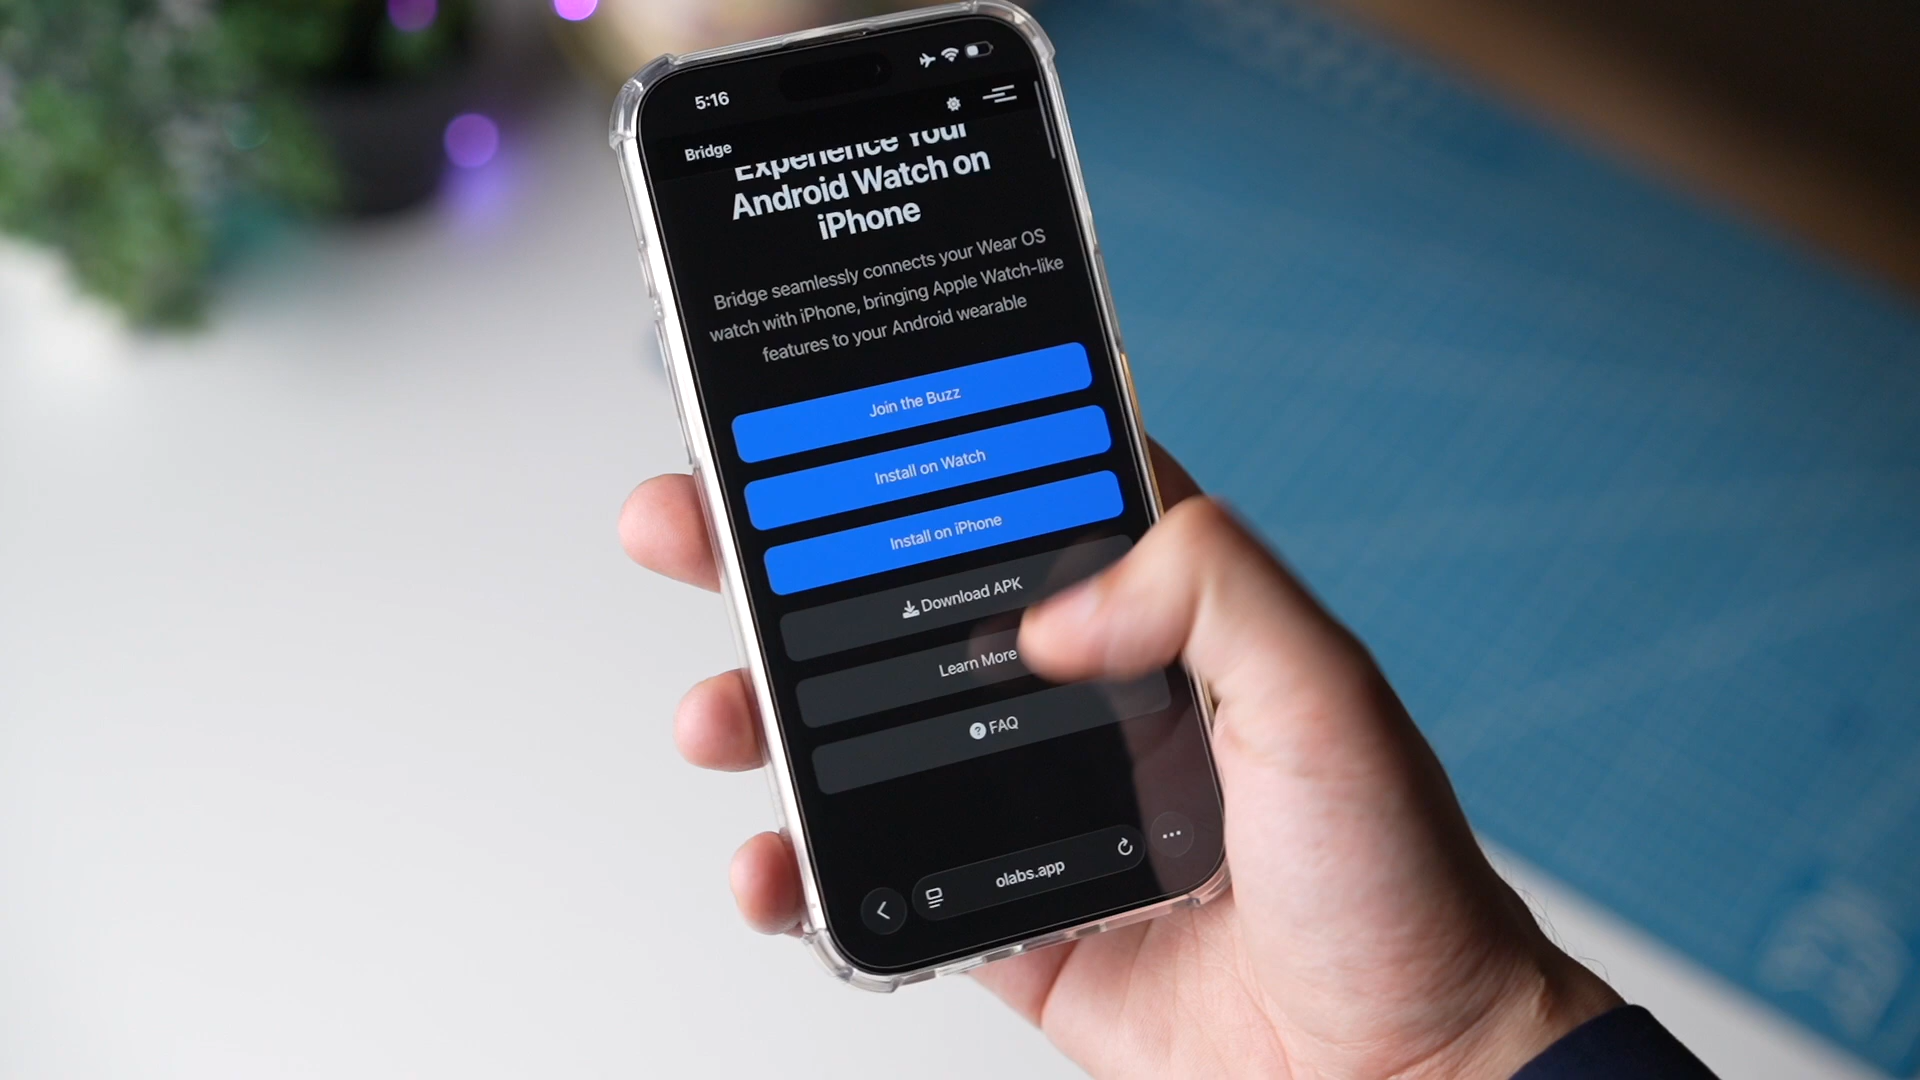 5:16
Bridge
Experience Your
Android Watch on
iPhone
Bridge seamlessly connects your Wear OS
watch with iPhone, bringing Apple Watch-like
features to your Android wearable
Join the Buzz
Install on Watch
Install on iPhone
Download APK
Learn More
? FAQ
olabs.app